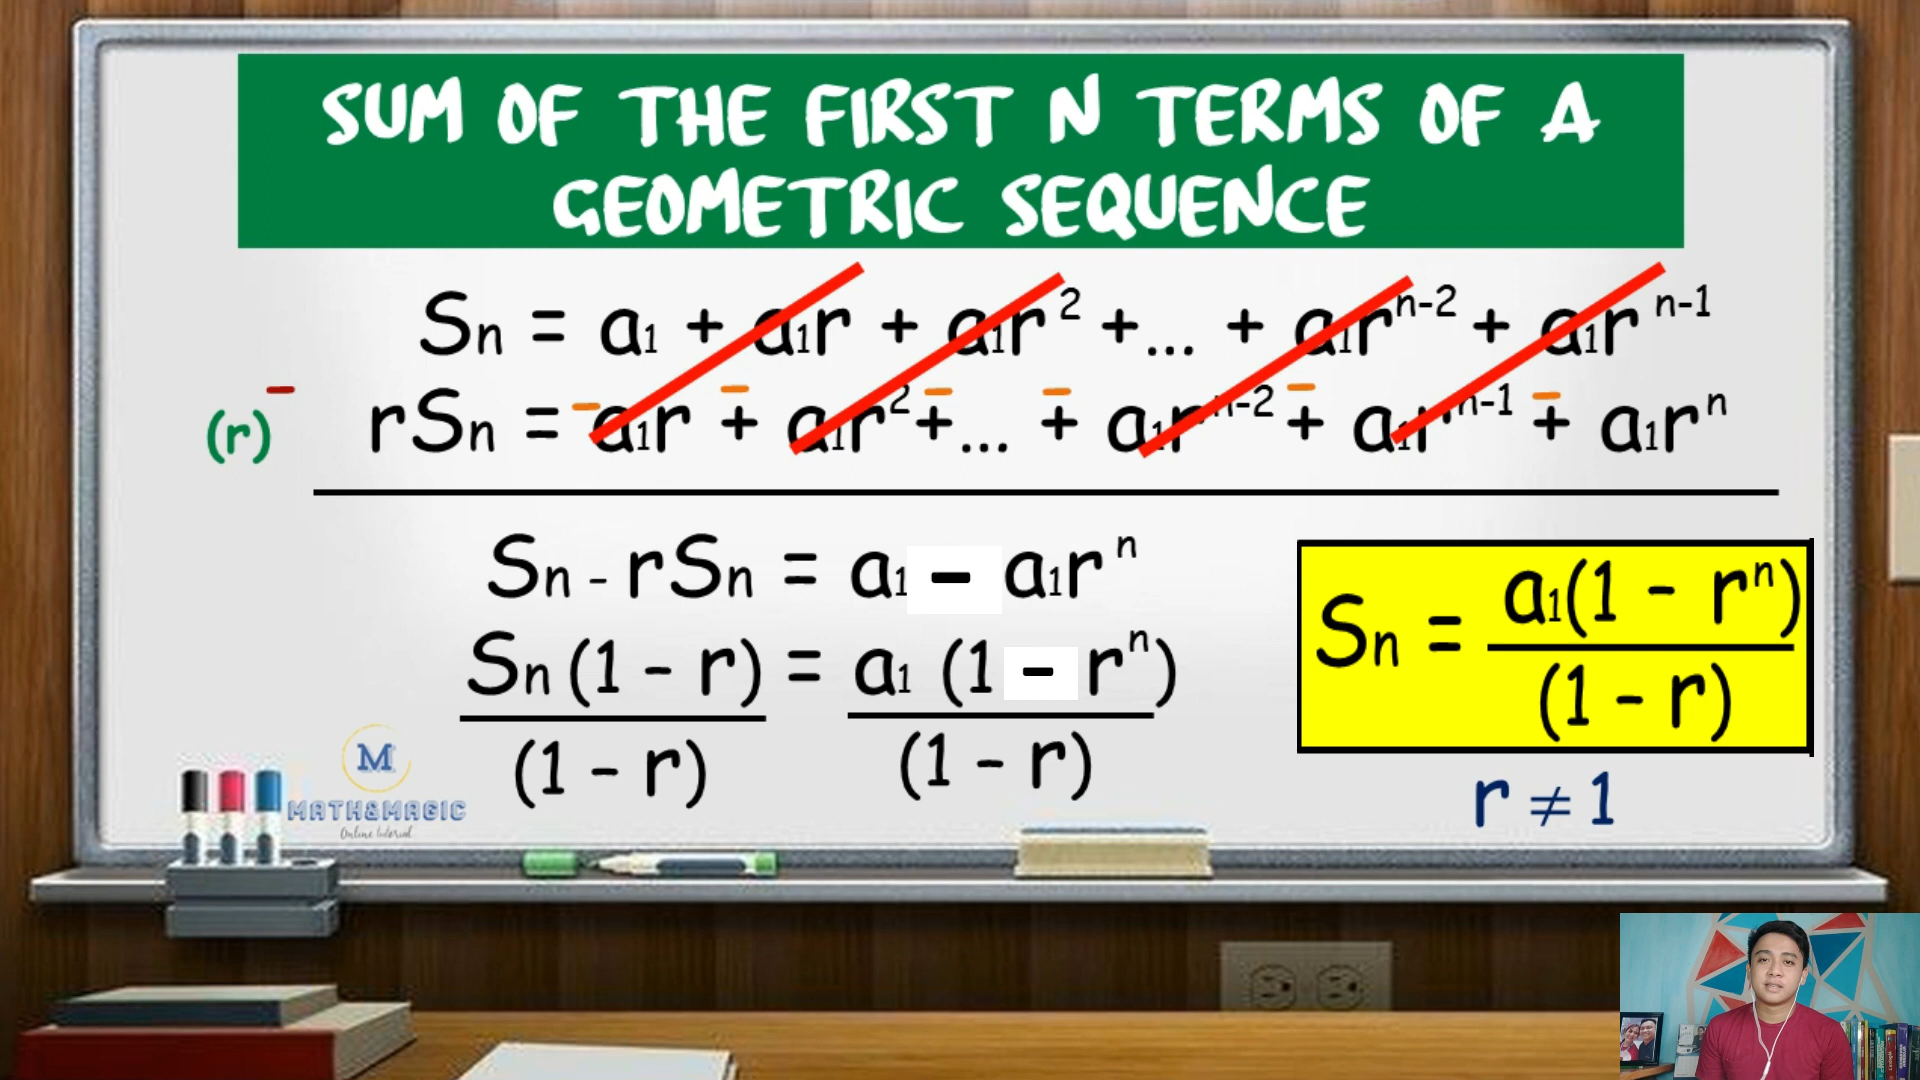 SUM OF THE FIRST N TERMS OF A
GEOMETRIC SEQUENCE
Sn = a₁ + a₁r + a₁r² +... + a₁rⁿ⁻² + a₁rⁿ⁻¹
(r) − rSn = − a₁r ∓ a₁r² ∓... ∓ a₁rⁿ⁻² ∓ a₁rⁿ⁻¹ ∓ a₁rⁿ
Sn - rSn = a₁ − a₁rⁿ
Sn (1 - r) = a₁ (1 − rⁿ)
(1 - r) (1 - r)
Sn = a₁(1 - rⁿ)
(1 - r)
r ≠ 1
M
MATH&MAGIC
Online tutorial